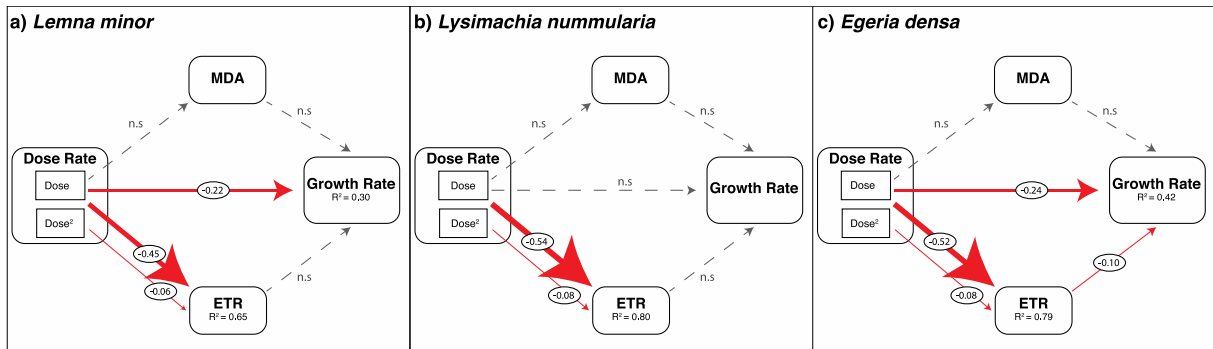 a) Lemna minor
MDA
n.s
n.s
Dose Rate
Dose
Dose²
-0.22
Growth Rate
R² = 0.30
-0.45
-0.06
n.s
ETR
R² = 0.65
b) Lysimachia nummularia
MDA
n.s
n.s
Dose Rate
Dose
Dose²
n.s
Growth Rate
-0.54
-0.08
n.s
ETR
R² = 0.80
c) Egeria densa
MDA
n.s
n.s
Dose Rate
Dose
Dose²
-0.24
Growth Rate
R² = 0.42
-0.52
-0.08
-0.10
ETR
R² = 0.79